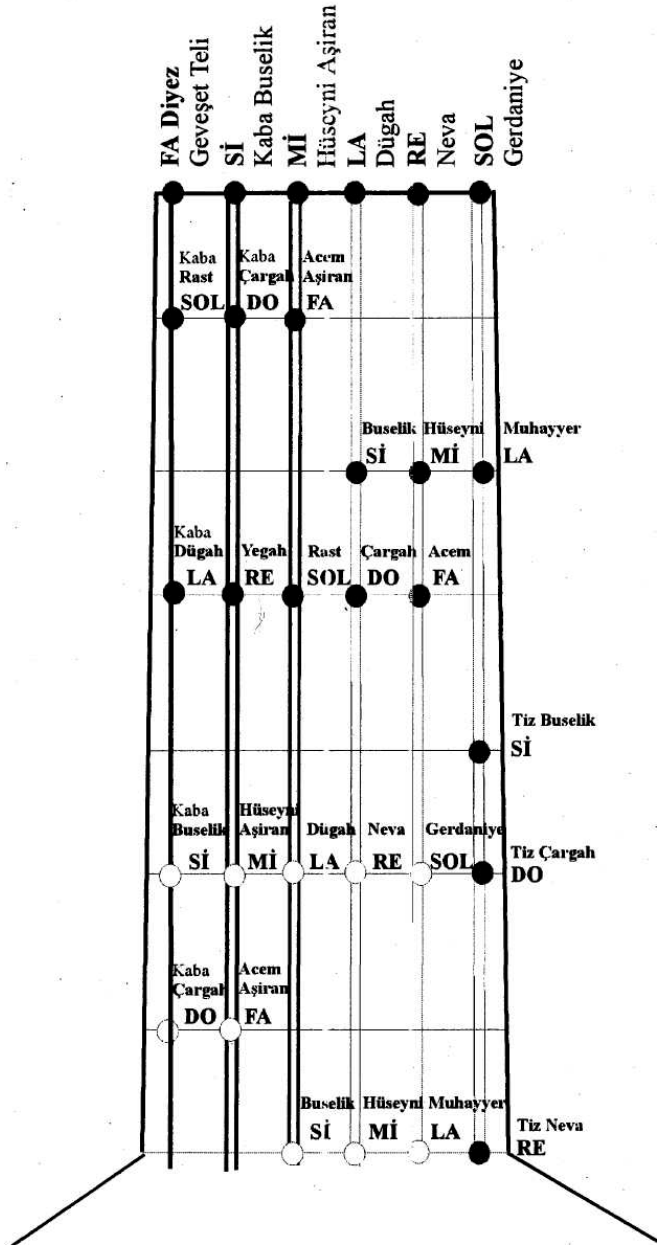 FA Diyez
Geveşet Teli
Sİ
Kaba Buselik
Mİ
Hüseyni Aşiran
LA
Dügah
RE
Neva
SOL
Gerdaniye
Kaba Kaba Acem
Rast Çargah Aşiran
SOL DO FA
Buselik Hüseyni Muhayyer
Sİ Mİ LA
Kaba
Dügah Yegah Rast Çargah Acem
LA RE SOL DO FA
Tiz Buselik
Sİ
Kaba Hüseyni
Buselik Aşiran Dügah Neva Gerdaniye Tiz Çargah
Sİ Mİ LA RE SOL DO
Kaba Acem
Çargah Aşiran
DO FA
Buselik Hüseyni Muhayyer Tiz Neva
Sİ Mİ LA RE